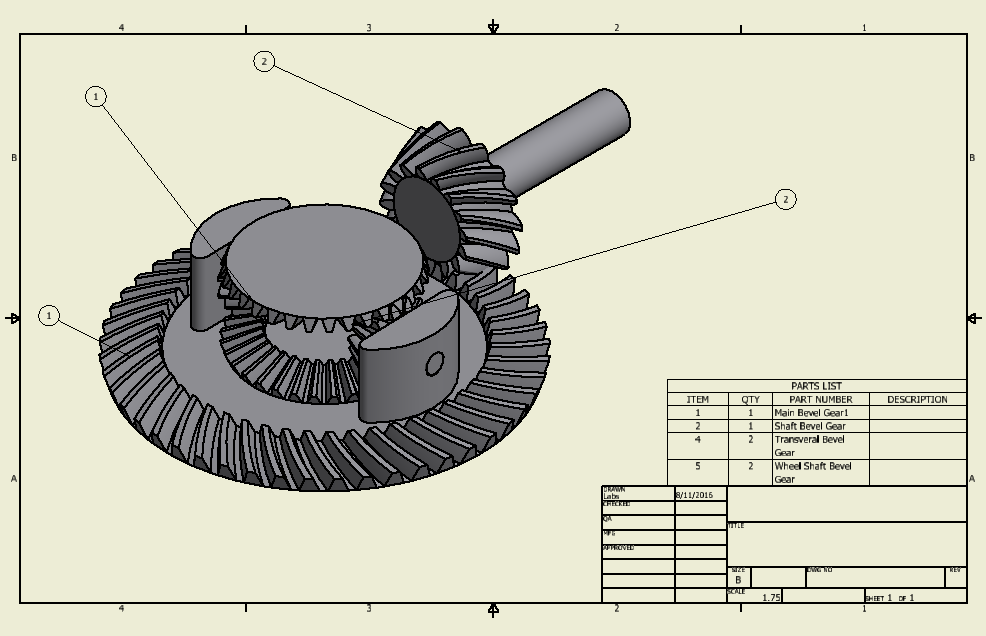 4 3 2 1
2
1
B B
2
1
PARTS LIST
ITEM QTY PART NUMBER DESCRIPTION
1 1 Main Bevel Gear1
2 1 Shaft Bevel Gear
4 2 Transveral Bevel
Gear
5 2 Wheel Shaft Bevel
Gear
A A
DRAWN
Labs 8/11/2016
CHECKED
QA
TITLE
MFG
APPROVED
SIZE DWG NO REV
B
SCALE
1.75
SHEET 1 OF 1
4 3 2 1